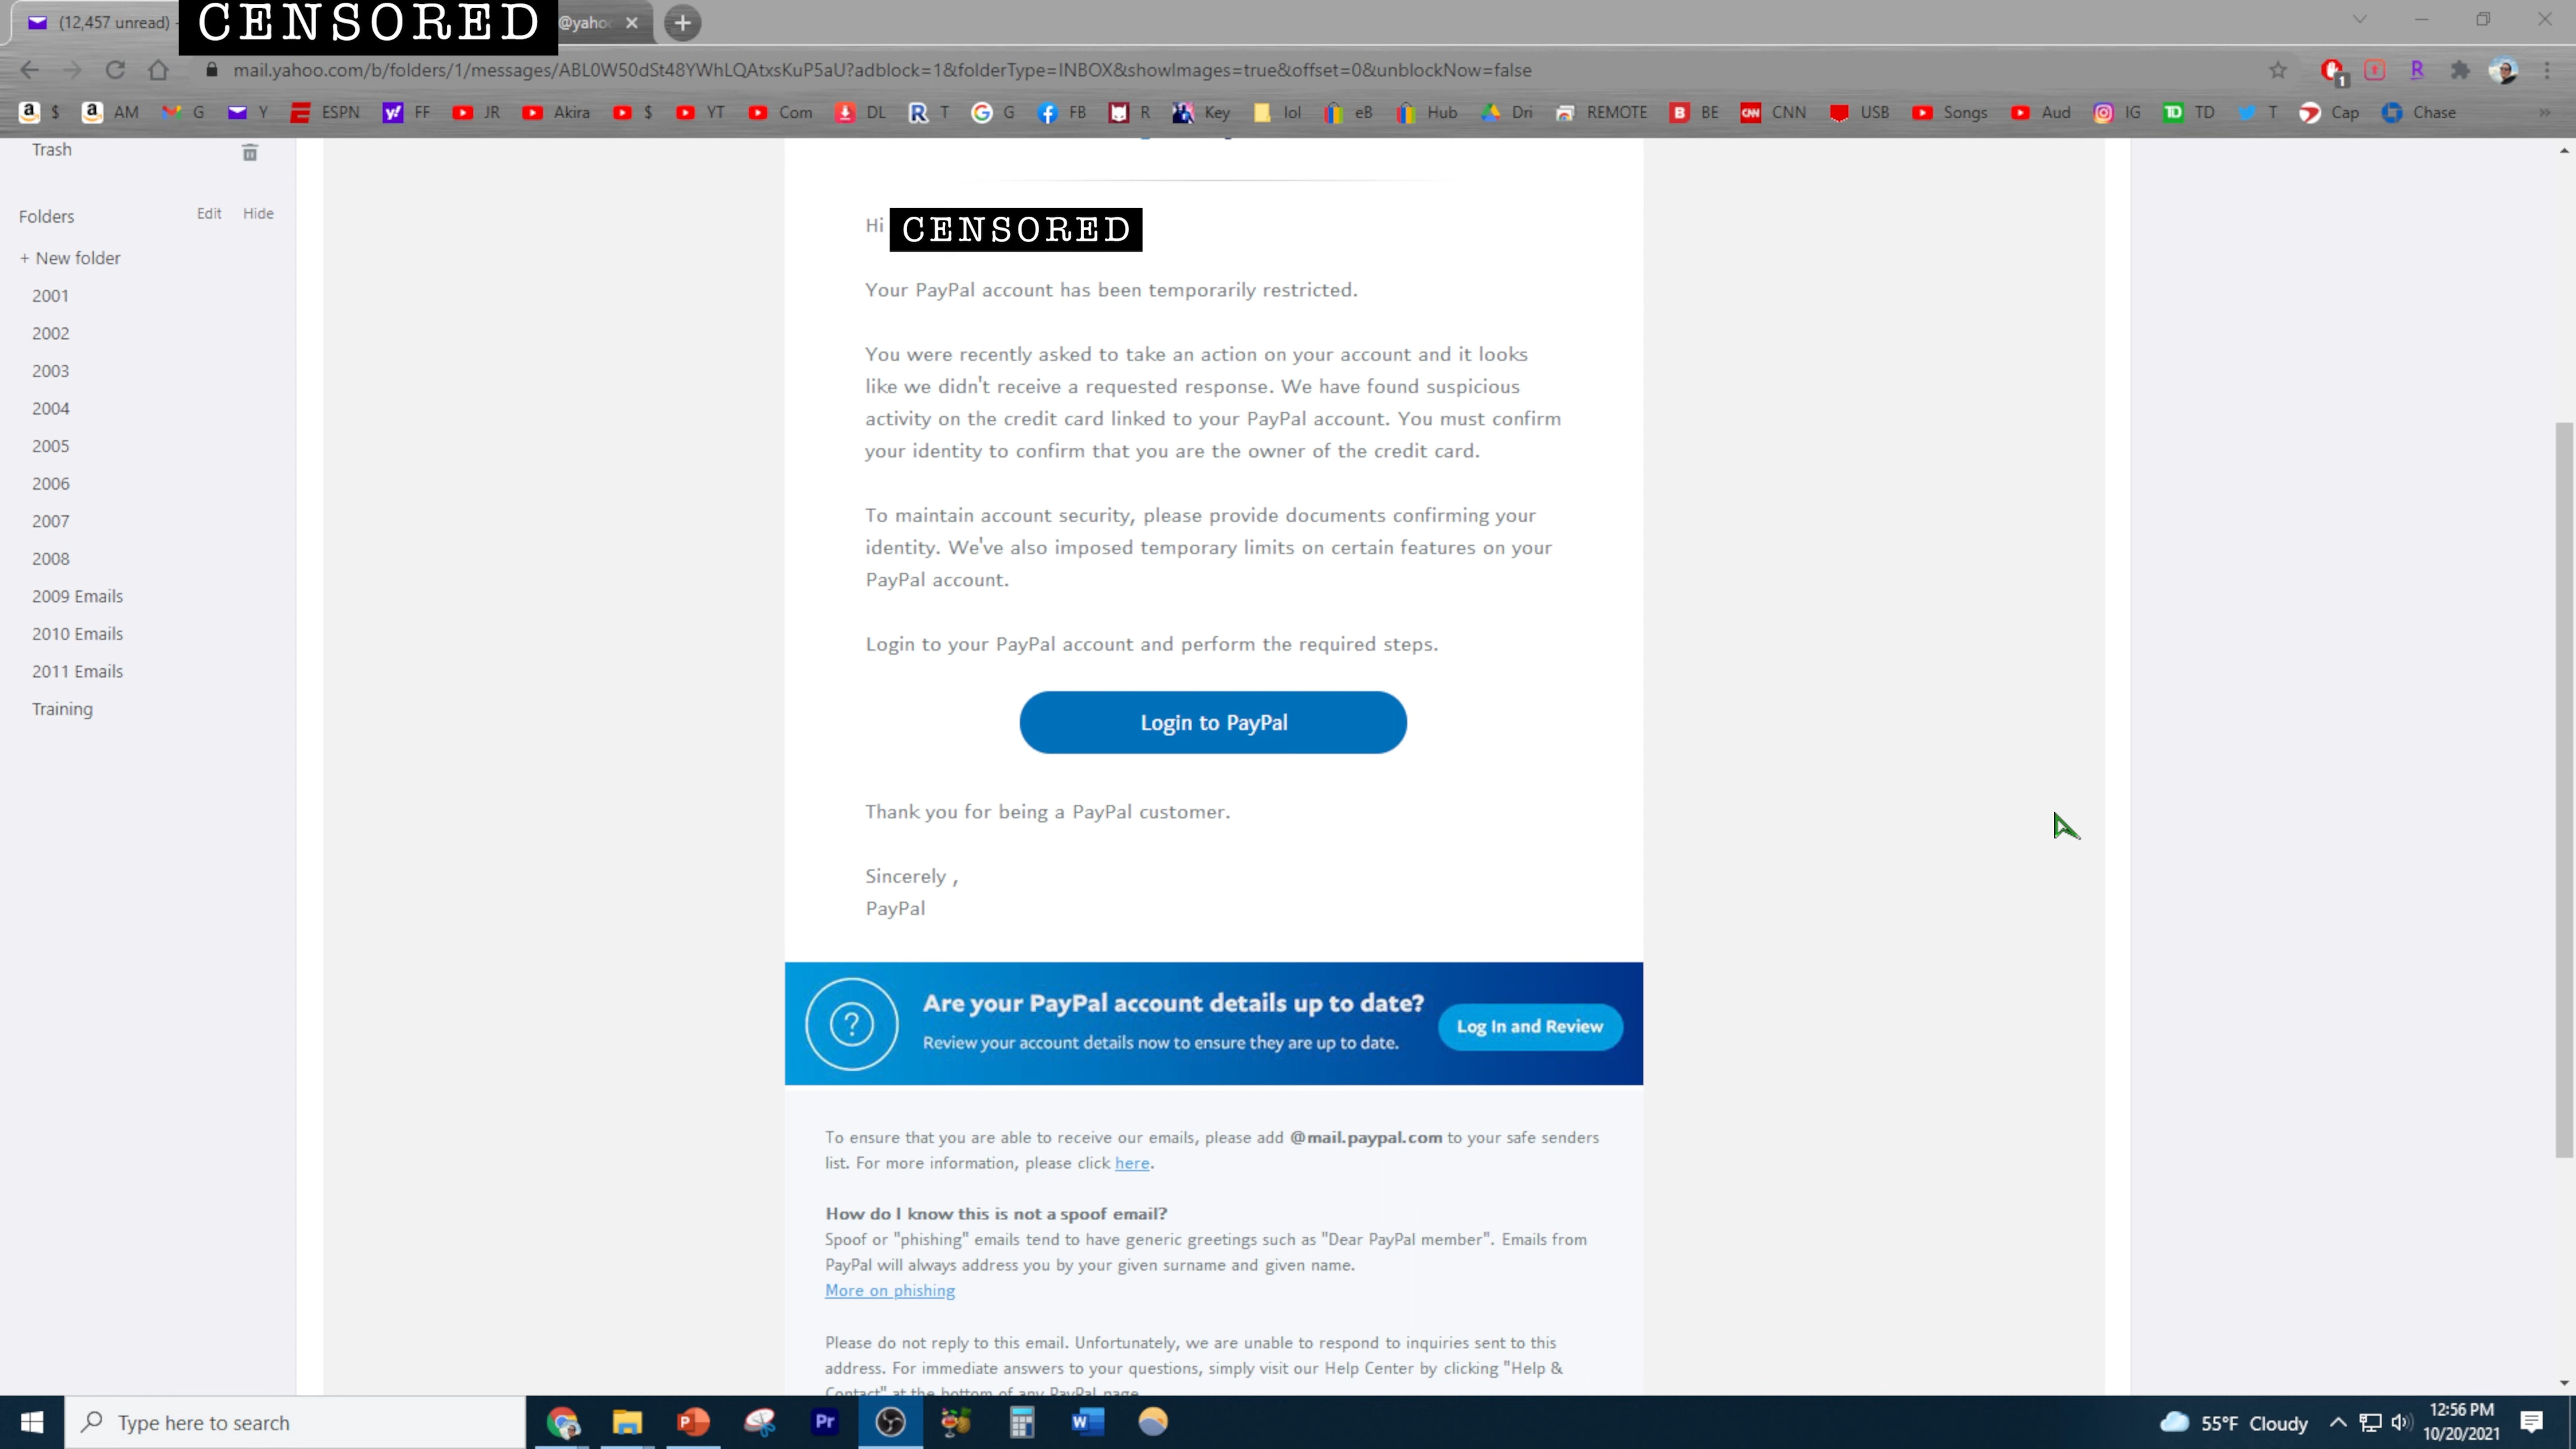 (12,457 unread) -
CENSORED
@yaho
mail.yahoo.com/b/folders/1/messages/ABL0W50dSt48YWhLQAtxsKuP5aU?adblock=1&folderType=INBOX&showImages=true&offset=0&unblockNow=false
$ AM G Y ESPN FF JR Akira $ YT Com DL T G FB R Key lol eB Hub Dri REMOTE BE CNN USB Songs Aud IG TD T Cap Chase
Trash
Folders Edit Hide
+ New folder
2001
2002
2003
2004
2005
2006
2007
2008
2009 Emails
2010 Emails
2011 Emails
Training
Hi CENSORED
Your PayPal account has been temporarily restricted.
You were recently asked to take an action on your account and it looks
like we didn't receive a requested response. We have found suspicious
activity on the credit card linked to your PayPal account. You must confirm
your identity to confirm that you are the owner of the credit card.
To maintain account security, please provide documents confirming your
identity. We've also imposed temporary limits on certain features on your
PayPal account.
Login to your PayPal account and perform the required steps.
Login to PayPal
Thank you for being a PayPal customer.
Sincerely ,
PayPal
Are your PayPal account details up to date?
Review your account details now to ensure they are up to date.
Log In and Review
To ensure that you are able to receive our emails, please add @mail.paypal.com to your safe senders
list. For more information, please click here.
How do I know this is not a spoof email?
Spoof or "phishing" emails tend to have generic greetings such as "Dear PayPal member". Emails from
PayPal will always address you by your given surname and given name.
More on phishing
Please do not reply to this email. Unfortunately, we are unable to respond to inquiries sent to this
address. For immediate answers to your questions, simply visit our Help Center by clicking "Help &
Contact" at the bottom of any PayPal page
Type here to search
55°F Cloudy
12:56 PM
10/20/2021